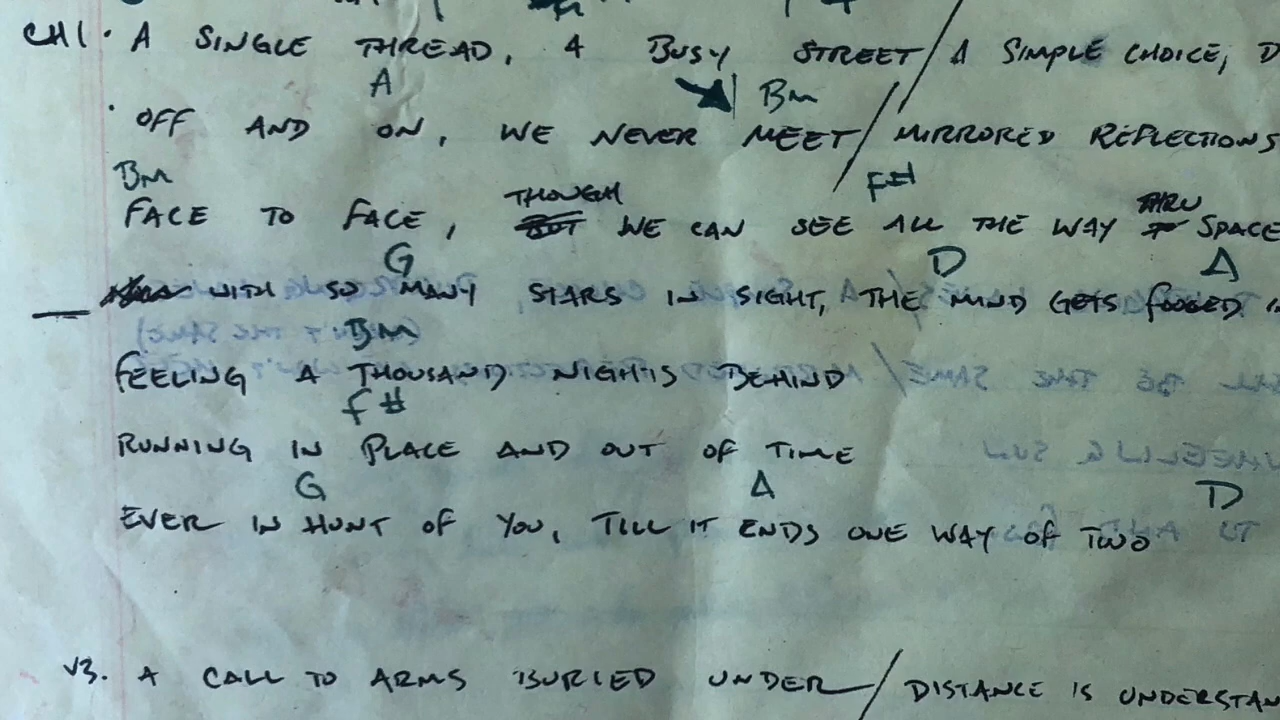 CH1. A SINGLE THREAD, A BUSY STREET / A SIMPLE CHOICE, D
A Bm
OFF AND ON, WE NEVER MEET / MIRRORED REFLECTIONS
Bm F#
THOUGH THRU
FACE TO FACE, BUT WE CAN SEE ALL THE WAY SPACE
G D A
WITH SO MANY STARS IN SIGHT, THE MIND GETS FOOLED
Bm
FEELING A THOUSAND NIGHTS BEHIND
F#
RUNNING IN PLACE AND OUT OF TIME
G A D
EVER IN HUNT OF YOU, TILL IT ENDS ONE WAY OF TWO
V3. A CALL TO ARMS BURIED UNDER / DISTANCE IS UNDERSTAN